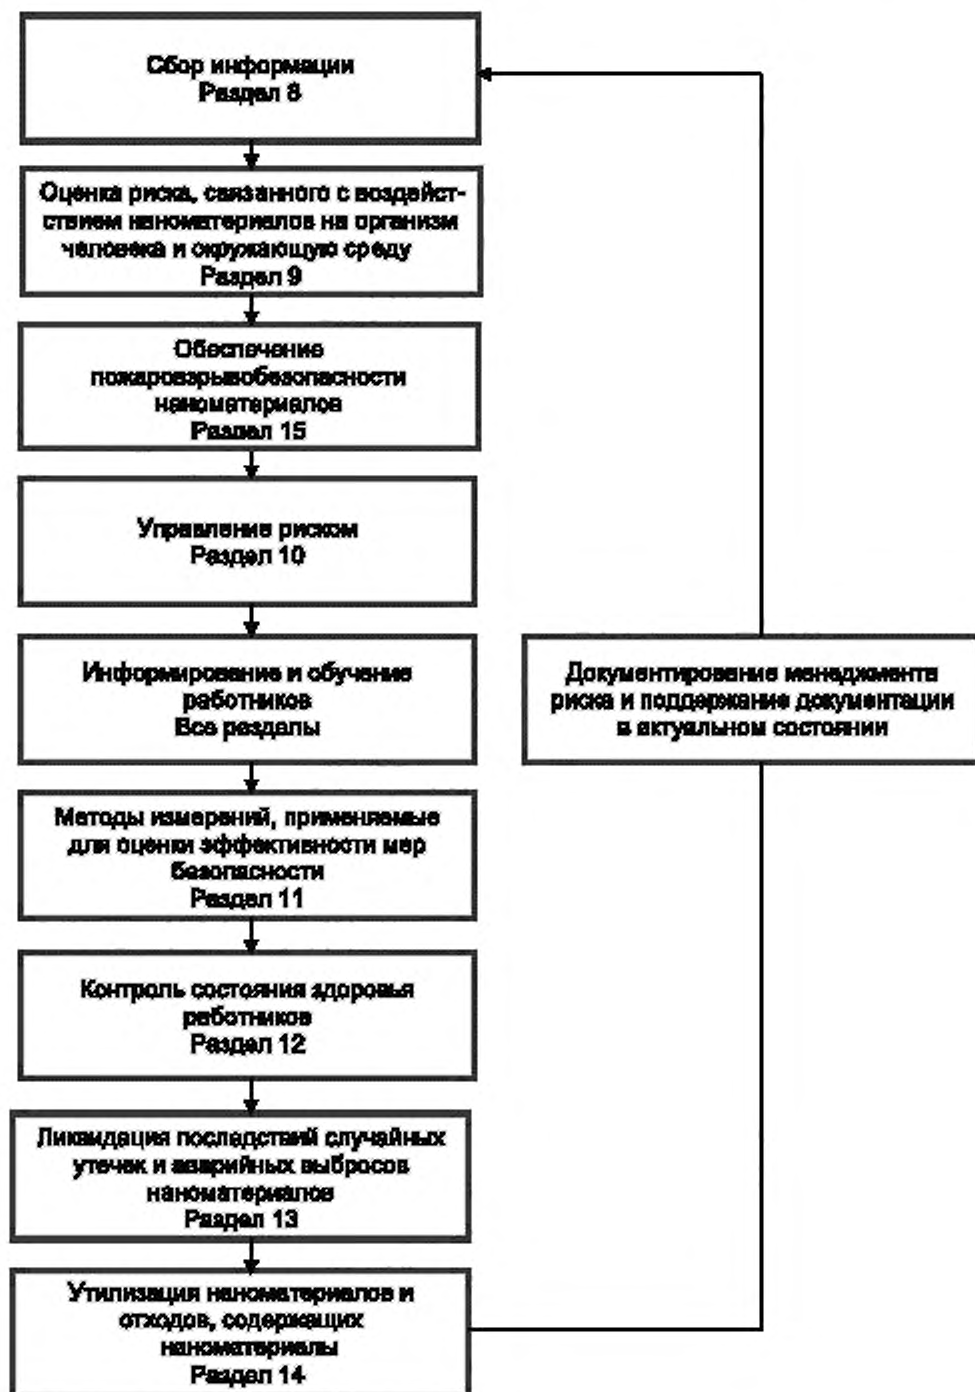 Сбор информации
Раздел 8
Оценка риска, связанного с воздейст-
ствием наноматериалов на организм
человека и окружающую среду
Раздел 9
Обеспечение
пожаровзрывобезопасности
наноматериалов
Раздел 15
Управление риском
Раздел 10
Информирование и обучение
работников
Все разделы
Документирование менеджмента
риска и поддержание документации
в актуальном состоянии
Методы измерений, применяемые
для оценки эффективности мер
безопасности
Раздел 11
Контроль состояния здоровья
работников
Раздел 12
Ликвидация последствий случайных
утечек и аварийных выбросов
наноматериалов
Раздел 13
Утилизация наноматериалов и
отходов, содержащих
наноматериалы
Раздел 14